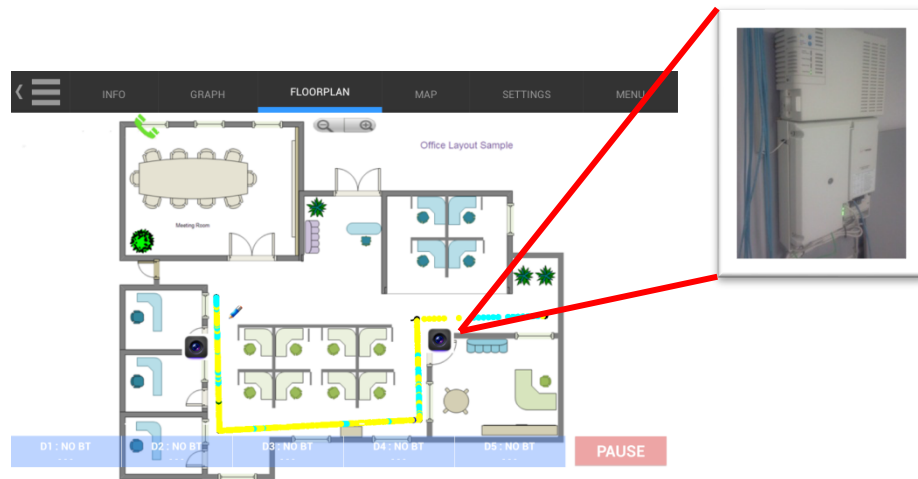 INFO GRAPH FLOORPLAN MAP SETTINGS MENU
Office Layout Sample
Meeting Room
D1 : NO BT D2 : NO BT D3 : NO BT D4 : NO BT D5 : NO BT
- - - - - - - - - - - - - - -
PAUSE